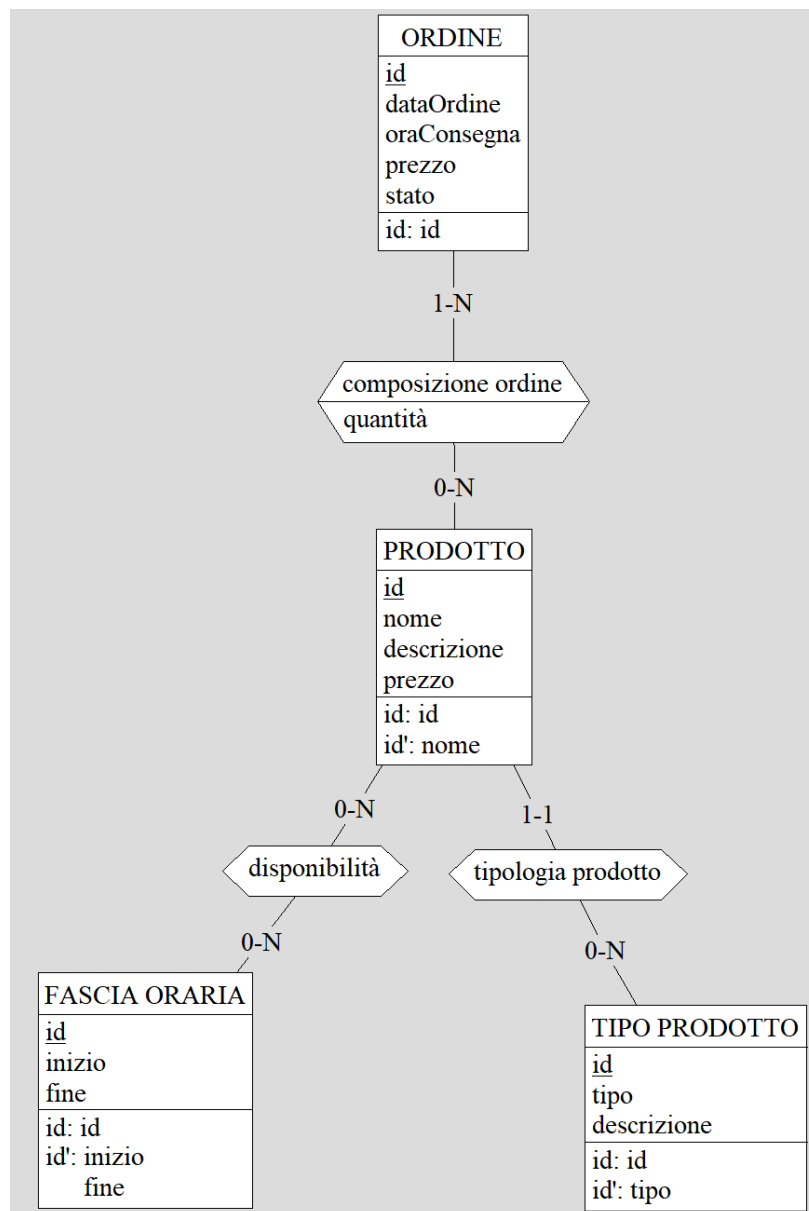 ORDINE
id
dataOrdine
oraConsegna
prezzo
stato
id: id
1-N
composizione ordine
quantità
0-N
PRODOTTO
id
nome
descrizione
prezzo
id: id
id': nome
0-N
1-1
disponibilità
tipologia prodotto
0-N
0-N
FASCIA ORARIA
id
inizio
fine
id: id
id': inizio
fine
TIPO PRODOTTO
id
tipo
descrizione
id: id
id': tipo